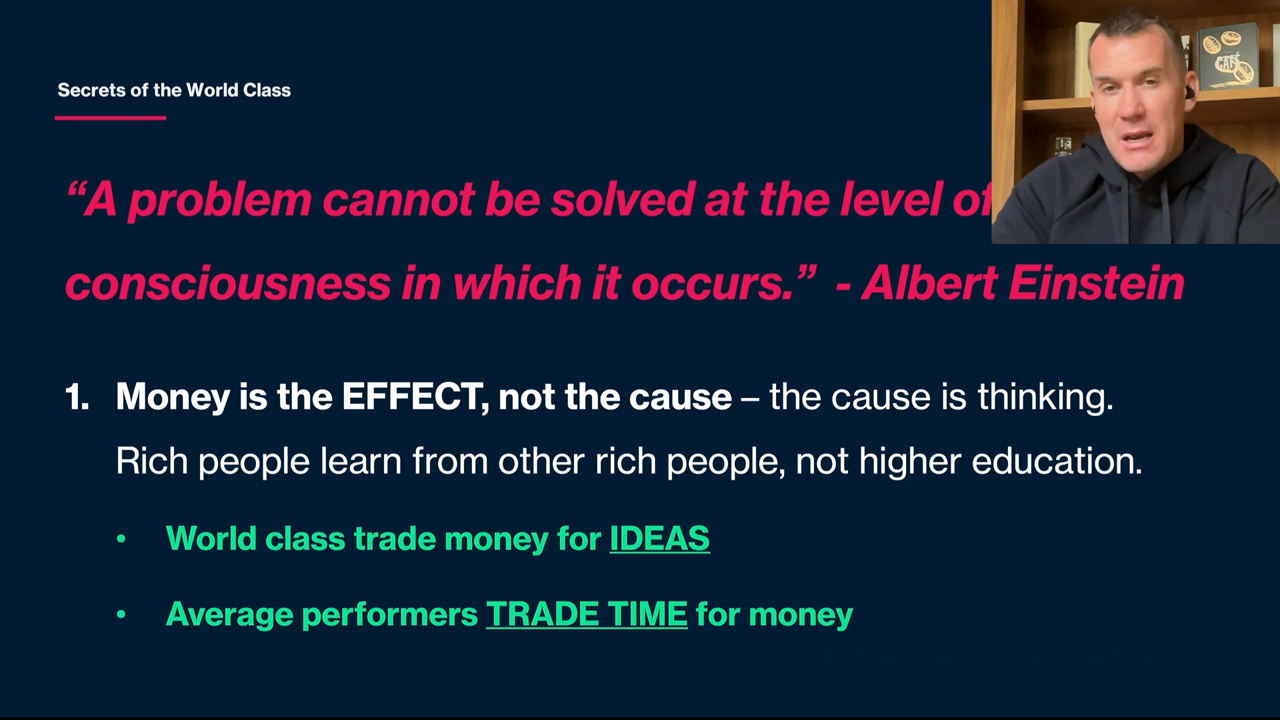 Secrets of the World Class
“A problem cannot be solved at the level of
consciousness in which it occurs.” - Albert Einstein
1. Money is the EFFECT, not the cause – the cause is thinking.
Rich people learn from other rich people, not higher education.
• World class trade money for IDEAS
• Average performers TRADE TIME for money
CAFÉ